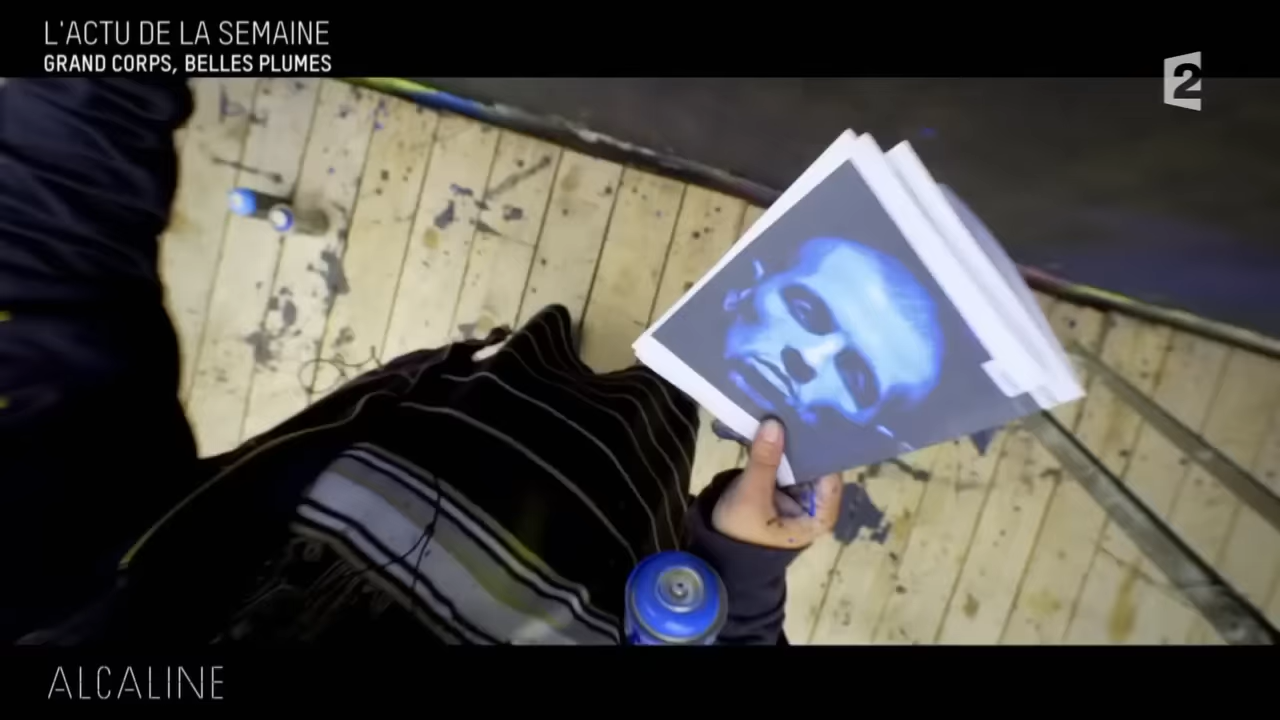 L'ACTU DE LA SEMAINE
GRAND CORPS, BELLES PLUMES
2
ALCALINE